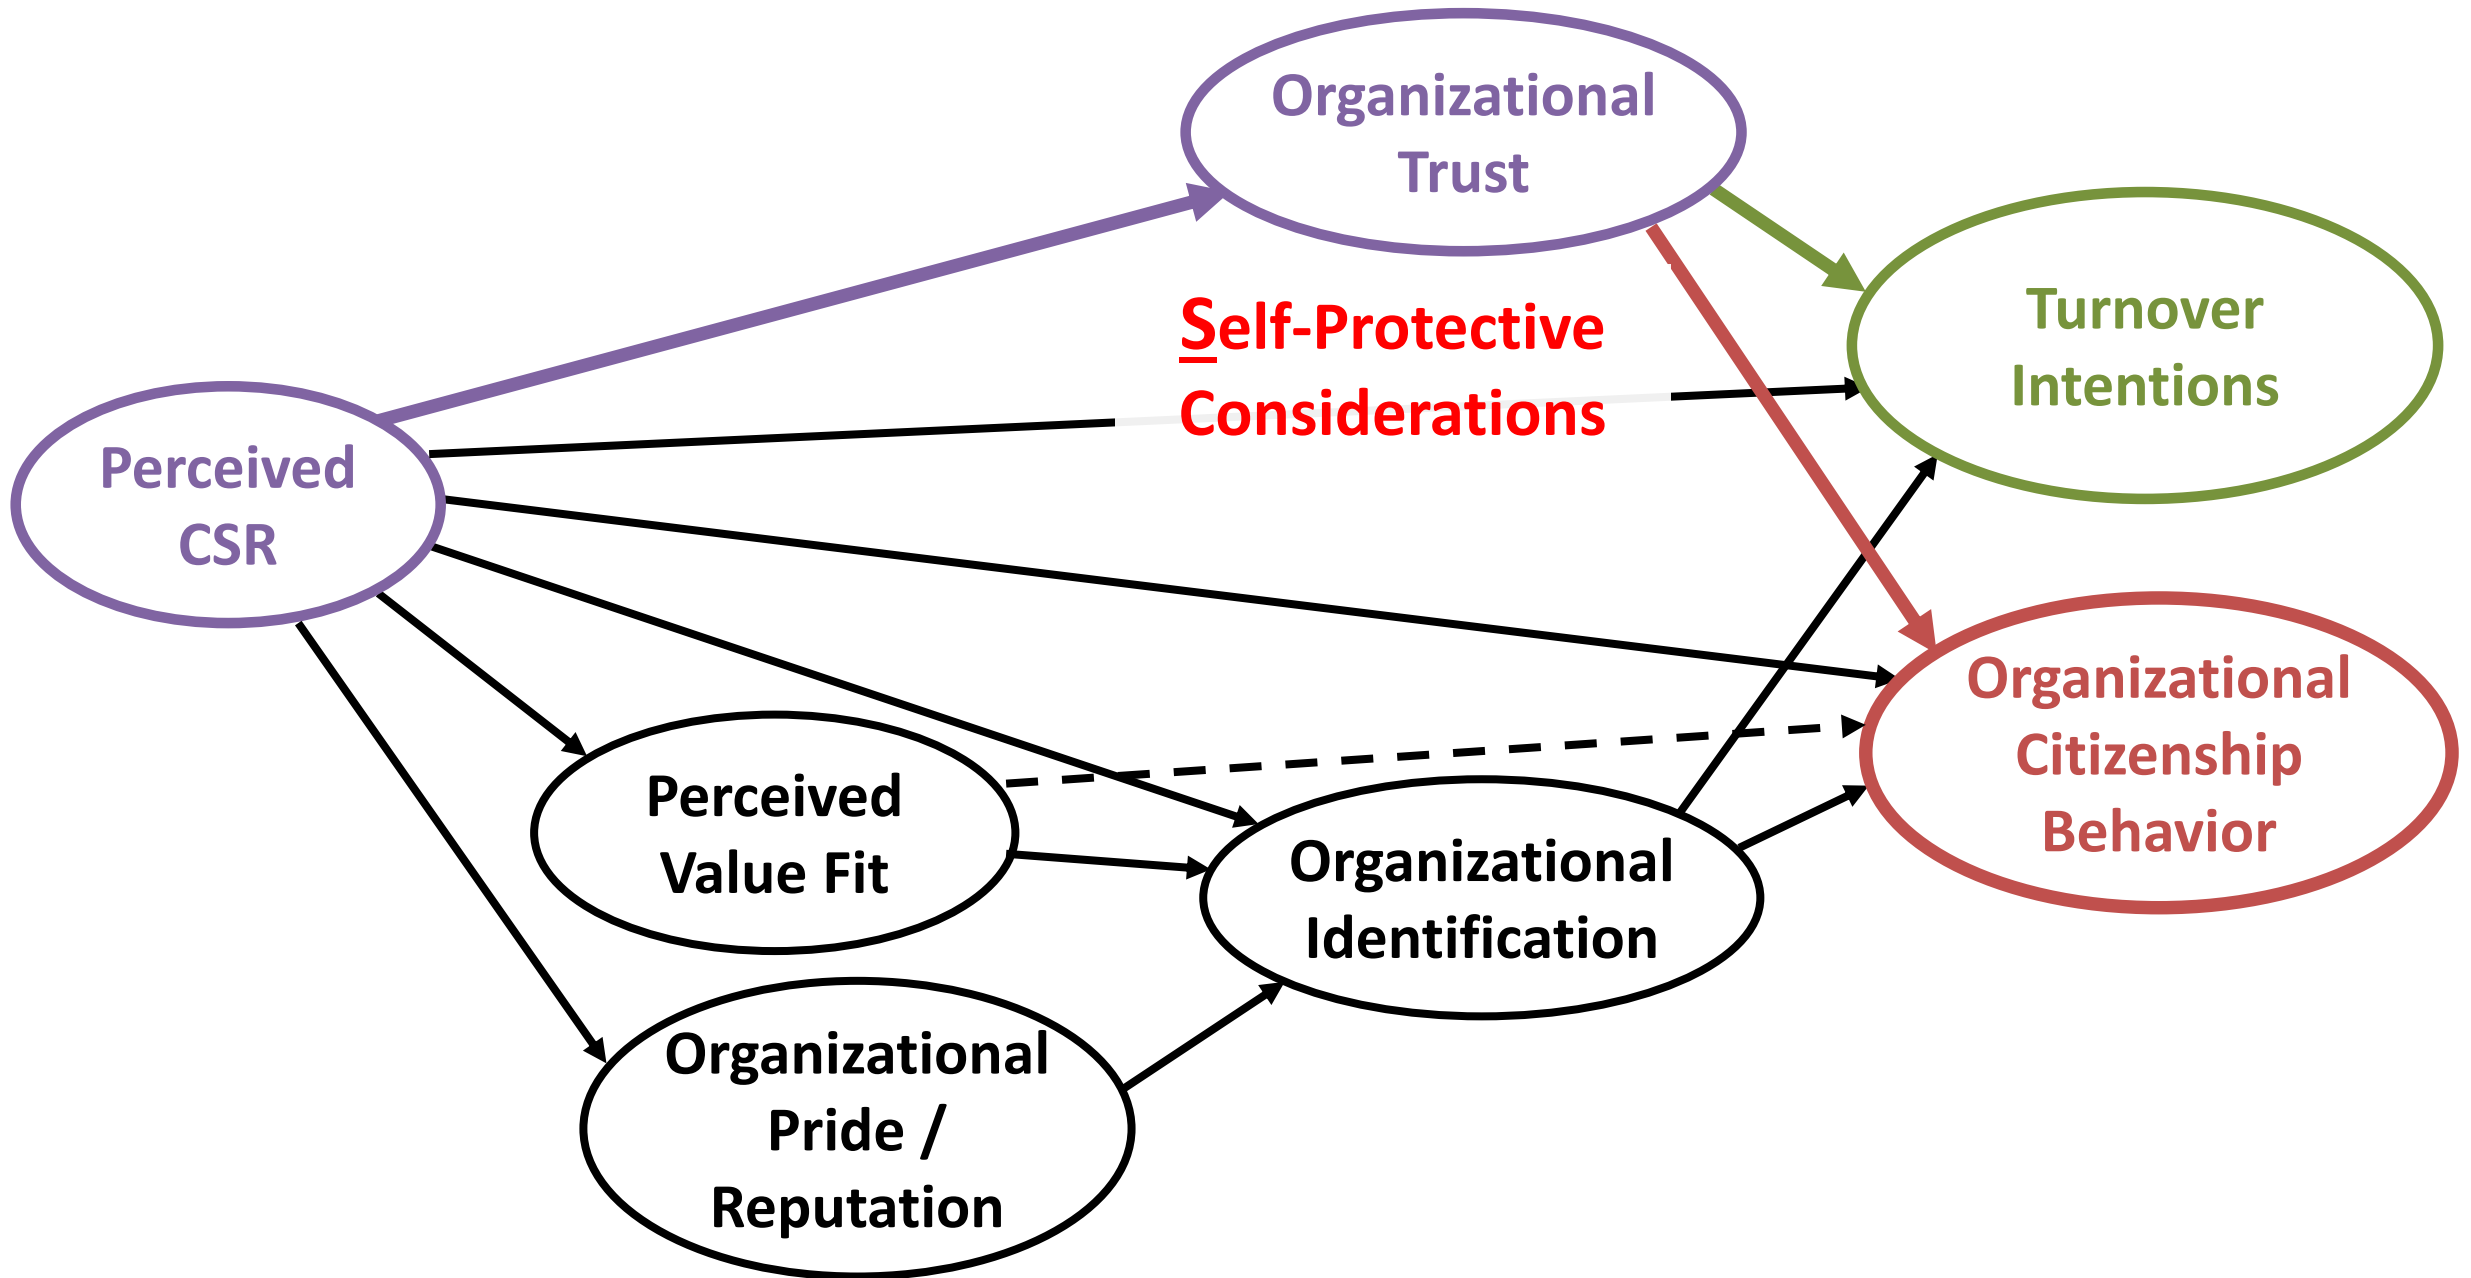 Organizational
Trust
Self-Protective
Considerations
Turnover
Intentions
Perceived
CSR
Organizational
Citizenship
Behavior
Perceived
Value Fit
Organizational
Identification
Organizational
Pride /
Reputation